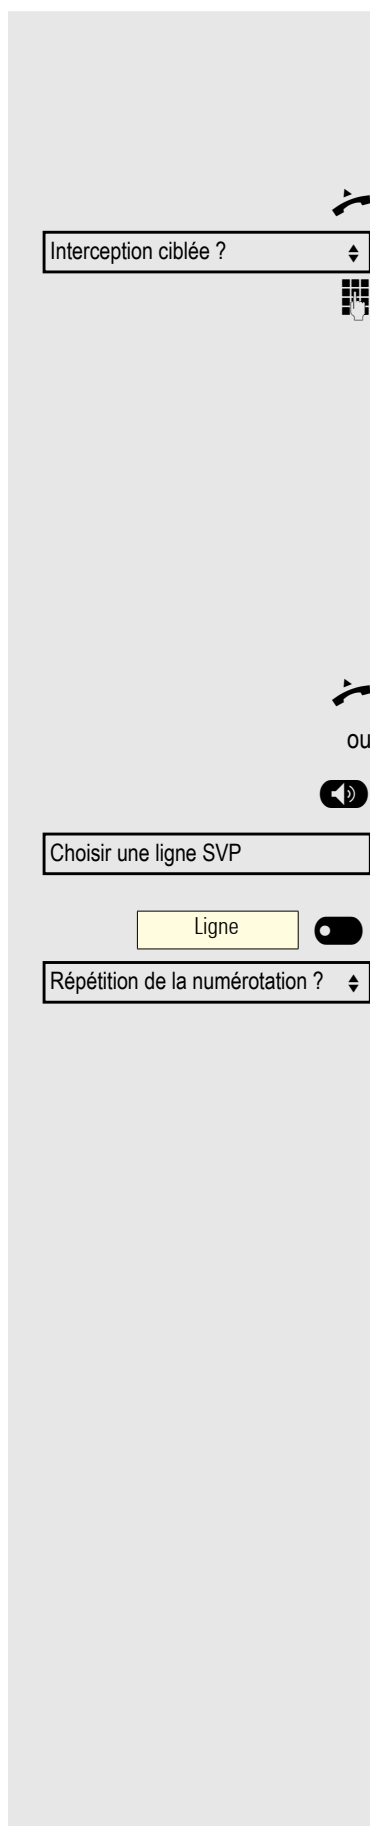 Interception ciblée ?
ou
Choisir une ligne SVP
Ligne
Répétition de la numérotation ?